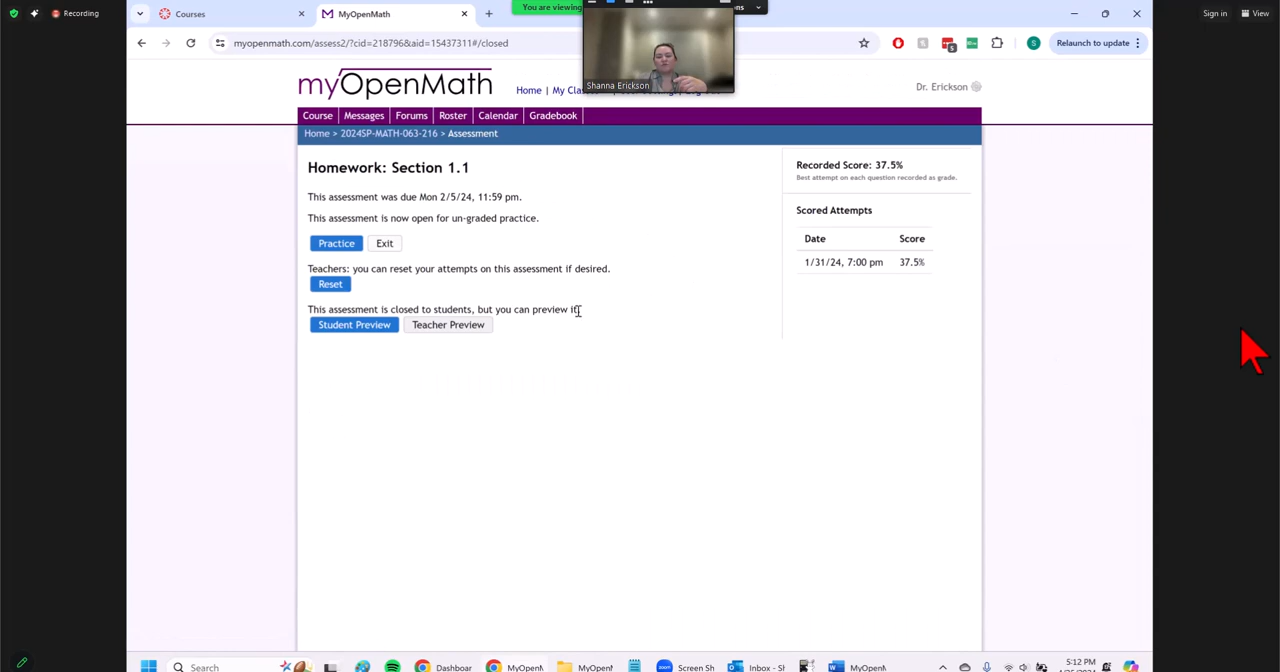 Recording
Courses
MyOpenMath
You are viewing
Sign in
View
myopenmath.com/assess2/?cid=218796&aid=15437311#/closed
S
Relaunch to update
Shanna Erickson
myOpenMath
Home | My
Dr. Erickson
Course
Messages
Forums
Roster
Calendar
Gradebook
Home > 2024SP-MATH-063-216 > Assessment
Homework: Section 1.1
This assessment was due Mon 2/5/24, 11:59 pm.
This assessment is now open for un-graded practice.
Practice
Exit
Teachers: you can reset your attempts on this assessment if desired.
Reset
This assessment is closed to students, but you can preview it.
Student Preview
Teacher Preview
Recorded Score: 37.5%
Best attempt on each question recorded as grade.
Scored Attempts
Date Score
1/31/24, 7:00 pm 37.5%
Search
Dashboar
MyOpenM
MyOpenM
zoom
Screen Sh
Inbox - S
MyOpenM
5:12 PM